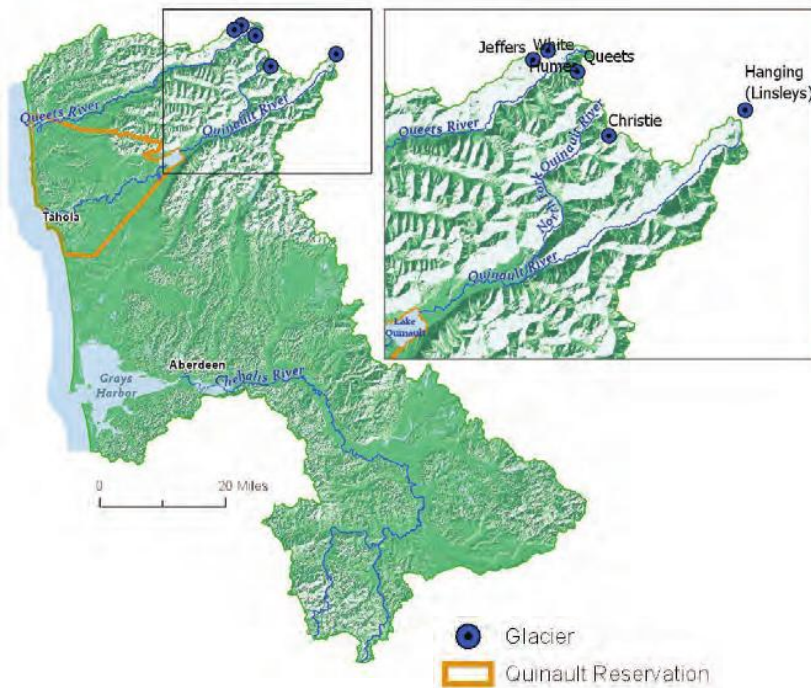 Queets River
Quinault River
Tahola
Aberdeen
Chehalis River
Grays
Harbor
0
20 Miles
Jeffers
White
Humes
Queets
Hanging
(Linsleys)
Christie
Queets River
North Fork Quinault River
Quinault River
Lake
Quinault
Glacier
Quinault Reservation